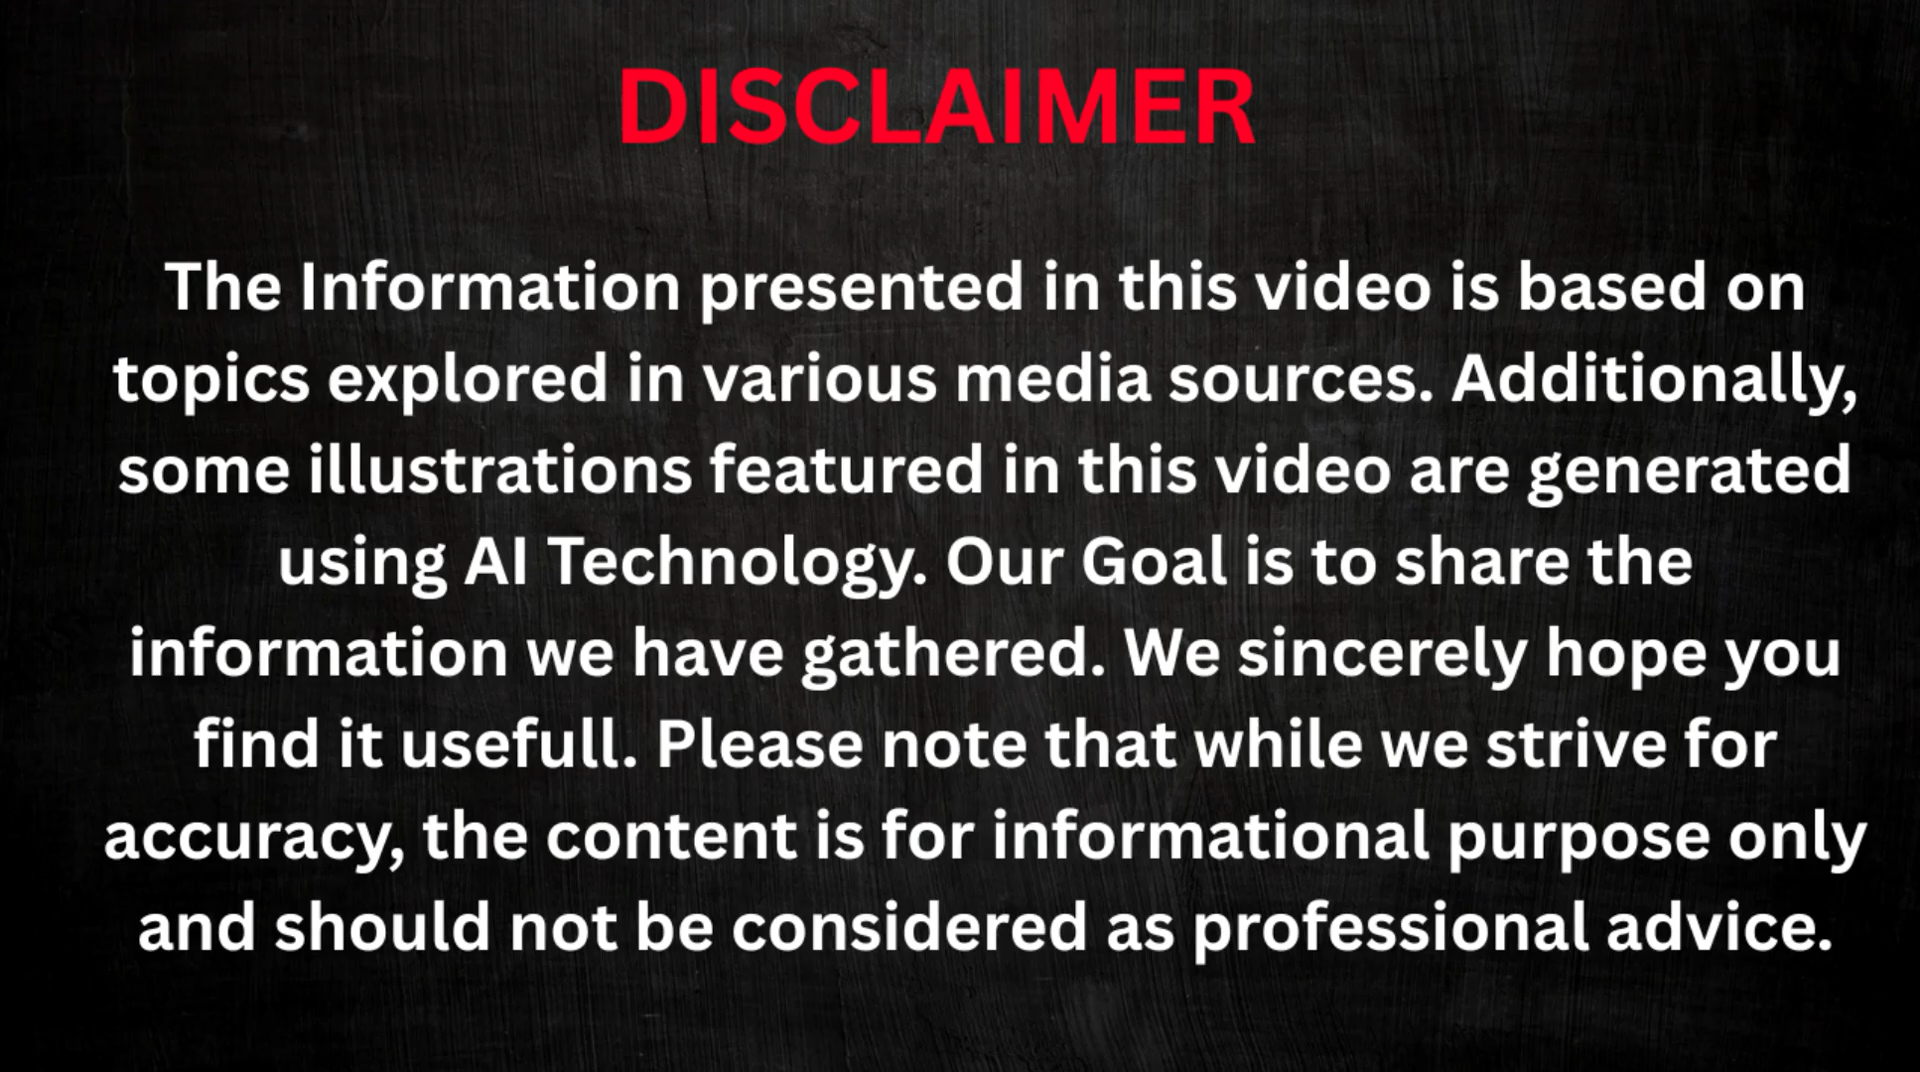 DISCLAIMER
The Information presented in this video is based on
topics explored in various media sources. Additionally,
some illustrations featured in this video are generated
using AI Technology. Our Goal is to share the
information we have gathered. We sincerely hope you
find it usefull. Please note that while we strive for
accuracy, the content is for informational purpose only
and should not be considered as professional advice.